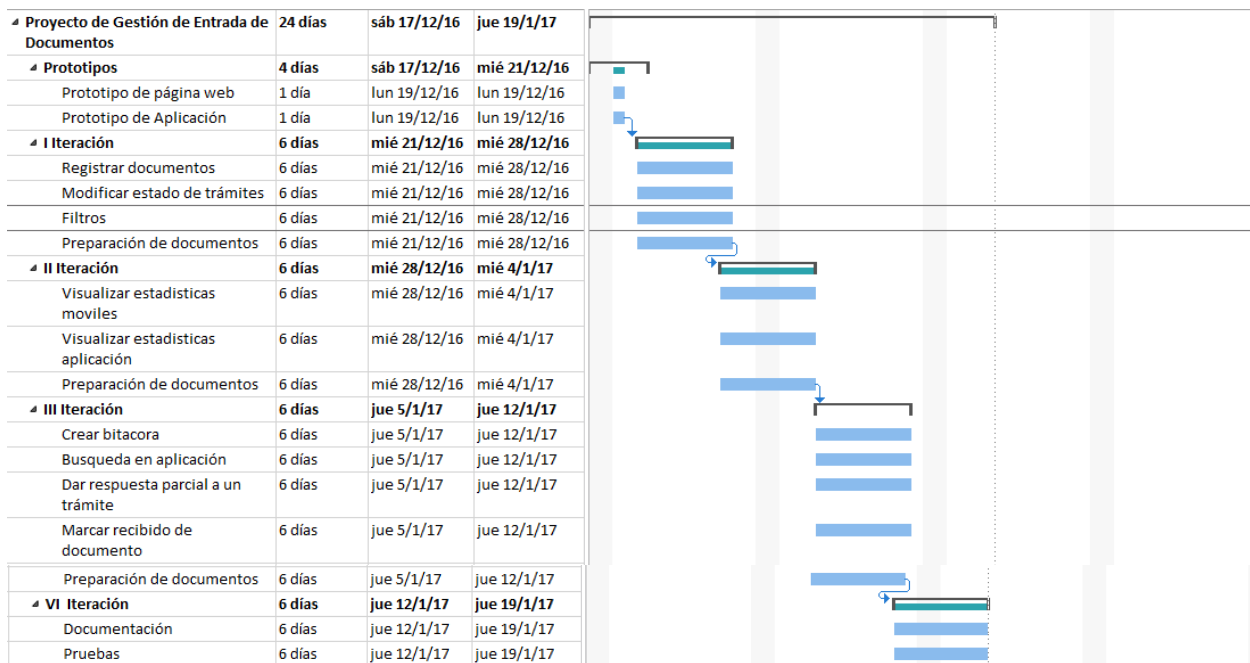 Proyecto de Gestión de Entrada de 24 días sáb 17/12/16 jue 19/1/17
Documentos
Prototipos 4 días sáb 17/12/16 mié 21/12/16
Prototipo de página web 1 día lun 19/12/16 lun 19/12/16
Prototipo de Aplicación 1 día lun 19/12/16 lun 19/12/16
I Iteración 6 días mié 21/12/16 mié 28/12/16
Registrar documentos 6 días mié 21/12/16 mié 28/12/16
Modificar estado de trámites 6 días mié 21/12/16 mié 28/12/16
Filtros 6 días mié 21/12/16 mié 28/12/16
Preparación de documentos 6 días mié 21/12/16 mié 28/12/16
II Iteración 6 días mié 28/12/16 mié 4/1/17
Visualizar estadisticas 6 días mié 28/12/16 mié 4/1/17
moviles
Visualizar estadisticas 6 días mié 28/12/16 mié 4/1/17
aplicación
Preparación de documentos 6 días mié 28/12/16 mié 4/1/17
III Iteración 6 días jue 5/1/17 jue 12/1/17
Crear bitacora 6 días jue 5/1/17 jue 12/1/17
Busqueda en aplicación 6 días jue 5/1/17 jue 12/1/17
Dar respuesta parcial a un 6 días jue 5/1/17 jue 12/1/17
trámite
Marcar recibido de 6 días jue 5/1/17 jue 12/1/17
documento
Preparación de documentos 6 días jue 5/1/17 jue 12/1/17
VI Iteración 6 días jue 12/1/17 jue 19/1/17
Documentación 6 días jue 12/1/17 jue 19/1/17
Pruebas 6 días jue 12/1/17 jue 19/1/17